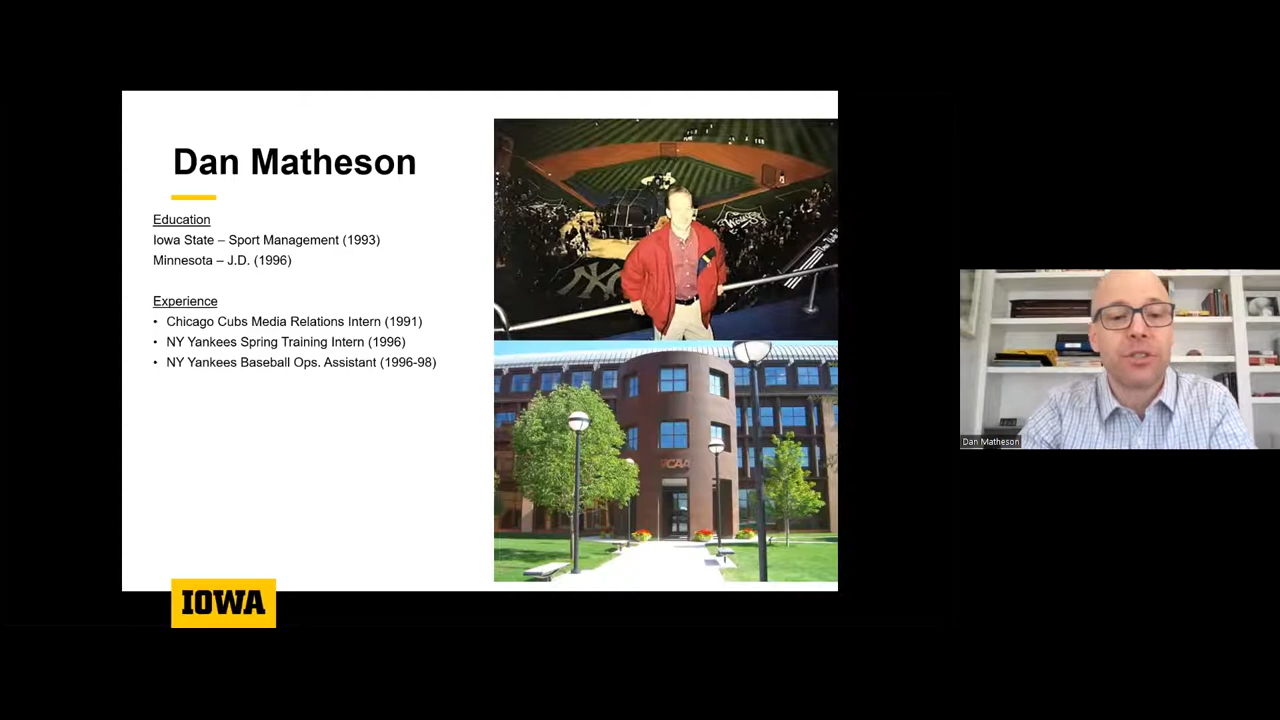 Dan Matheson
Education
Iowa State – Sport Management (1993)
Minnesota – J.D. (1996)
Experience
• Chicago Cubs Media Relations Intern (1991)
• NY Yankees Spring Training Intern (1996)
• NY Yankees Baseball Ops. Assistant (1996-98)
NCAA
IOWA
Dan Matheson